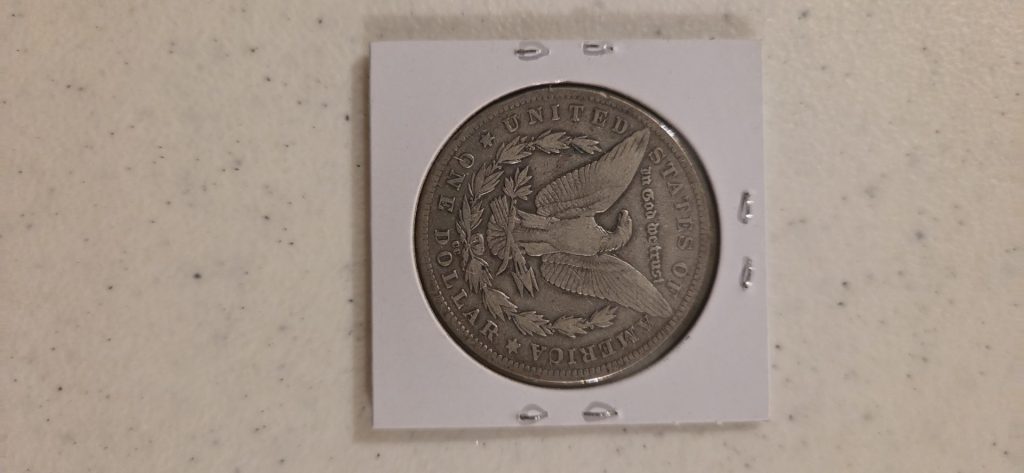 UNITED STATES OF AMERICA
In God we trust
ONE DOLLAR